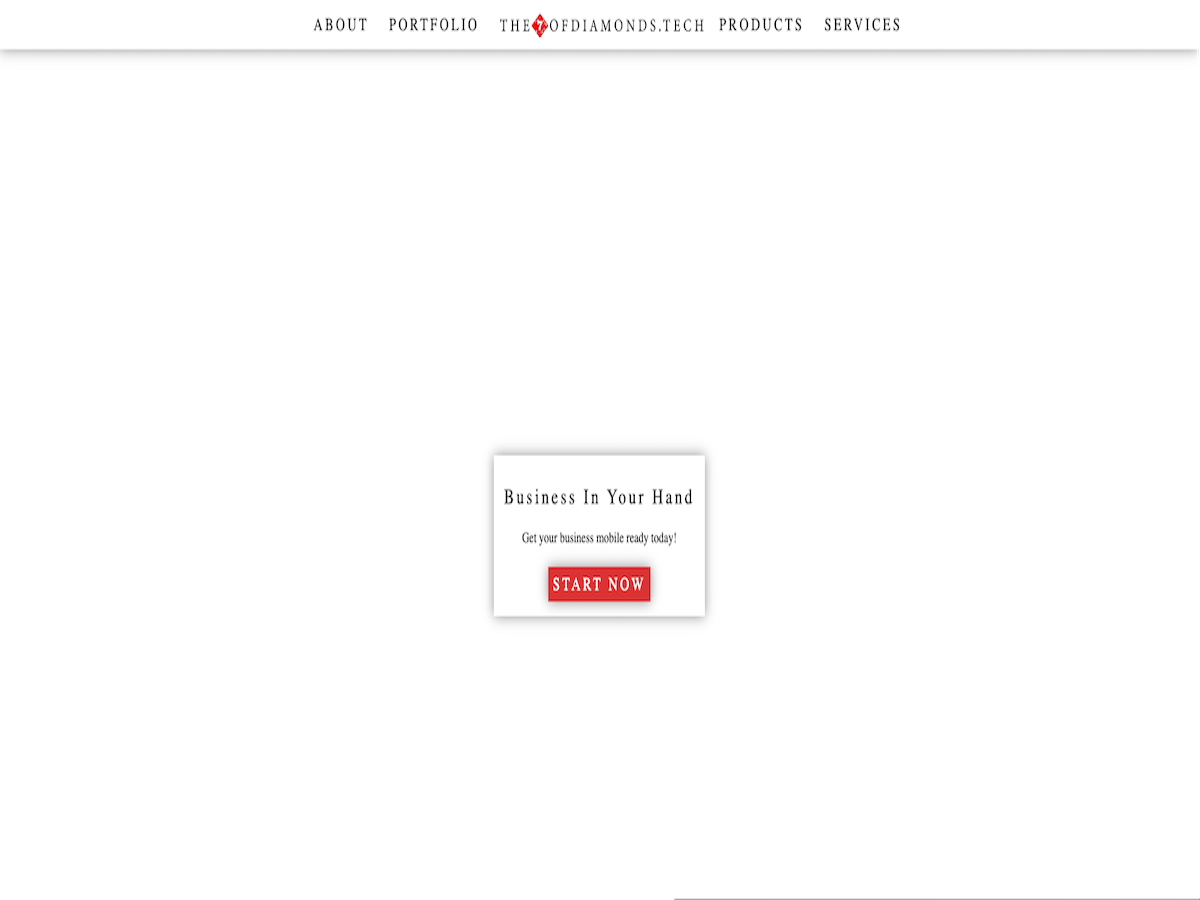 ABOUT PORTFOLIO THE7OFDIAMONDS.TECH PRODUCTS SERVICES
Business In Your Hand
Get your business mobile ready today!
START NOW